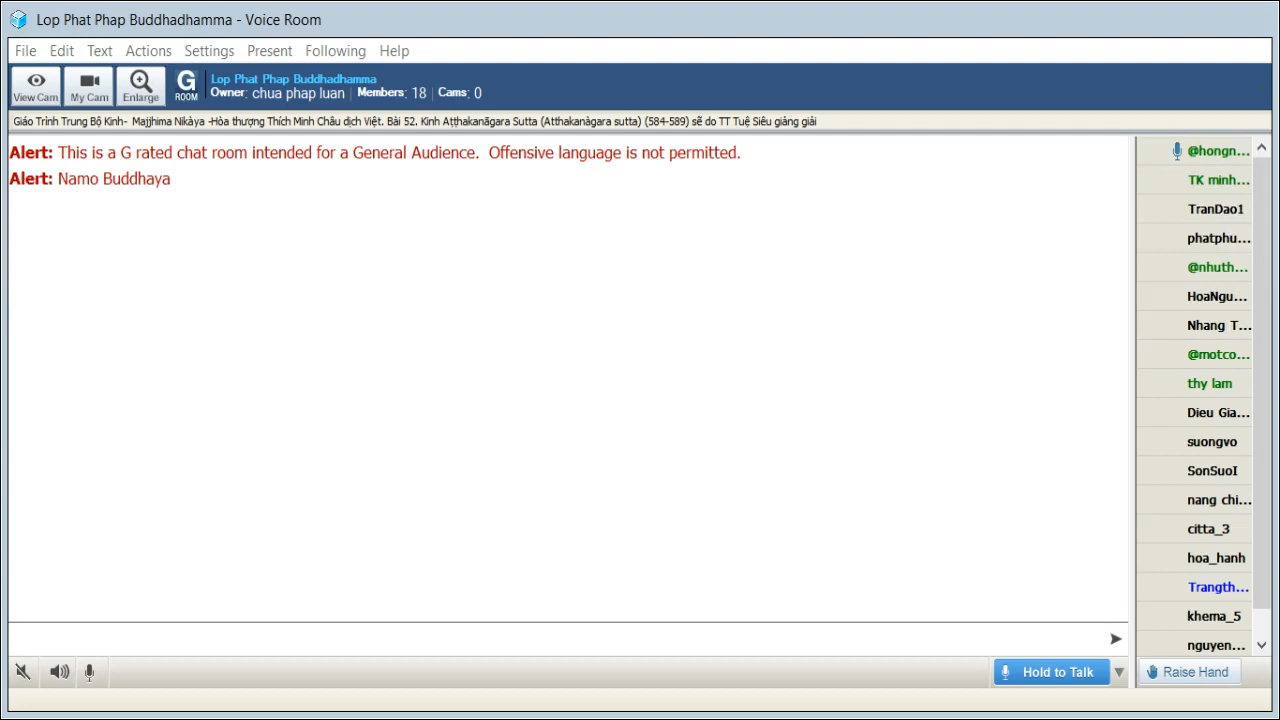 Lop Phat Phap Buddhadhamma - Voice Room
File Edit Text Actions Settings Present Following Help
View Cam My Cam Enlarge G ROOM
Lop Phat Phap Buddhadhamma
Owner: chua phap luan Members: 18 Cams: 0
Giáo Trình Trung Bộ Kinh- Majjhima Nikàya -Hòa thượng Thích Minh Châu dịch Việt. Bài 52. Kinh Aṭṭhakanāgara Sutta (Atthakanàgara sutta) (584-589) sẽ do TT Tuệ Siêu giảng giải
Alert: This is a G rated chat room intended for a General Audience. Offensive language is not permitted.
Alert: Namo Buddhaya
@hongn...
TK minh...
TranDao1
phatphu...
@nhuth...
HoaNgu...
Nhang T...
@motco...
thy lam
Dieu Gia...
suongvo
SonSuoI
nang chi...
citta_3
hoa_hanh
Trangth...
khema_5
nguyen...
Hold to Talk
Raise Hand